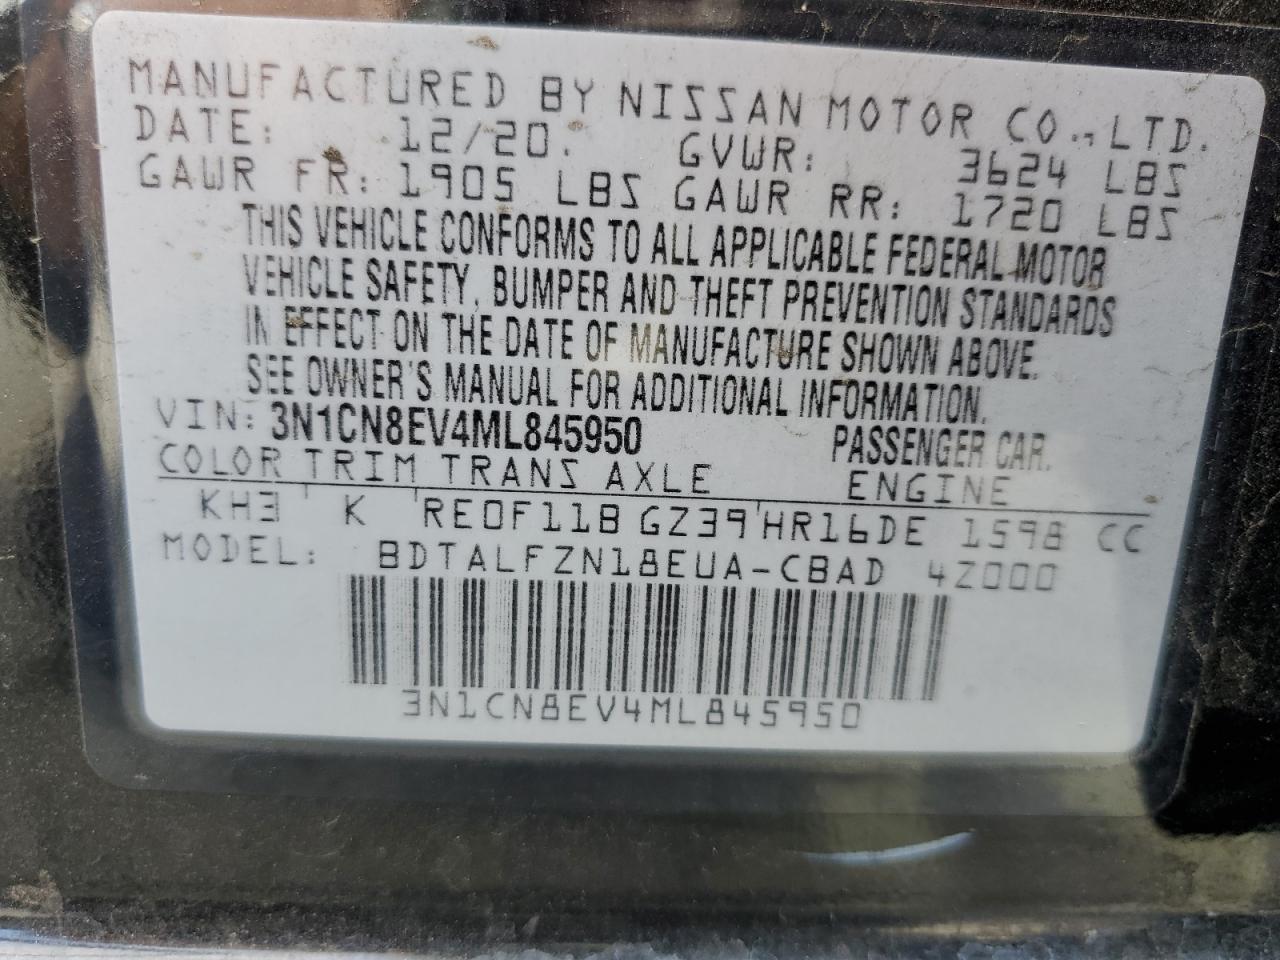 MANUFACTURED BY NISSAN MOTOR CO., LTD.
DATE: 12/20. GVWR: 3624 LBS
GAWR FR: 1905 LBS GAWR RR: 1720 LBS
THIS VEHICLE CONFORMS TO ALL APPLICABLE FEDERAL MOTOR
VEHICLE SAFETY, BUMPER AND THEFT PREVENTION STANDARDS
IN EFFECT ON THE DATE OF MANUFACTURE SHOWN ABOVE.
SEE OWNER'S MANUAL FOR ADDITIONAL INFORMATION.
VIN: 3N1CN8EV4ML845950 PASSENGER CAR.
COLOR TRIM TRANS AXLE ENGINE
KH3 K RE0F11B GZ39 HR16DE 1598 CC
MODEL: BDTALFZN18EUA-CBAD 4Z000
3N1CN8EV4ML845950